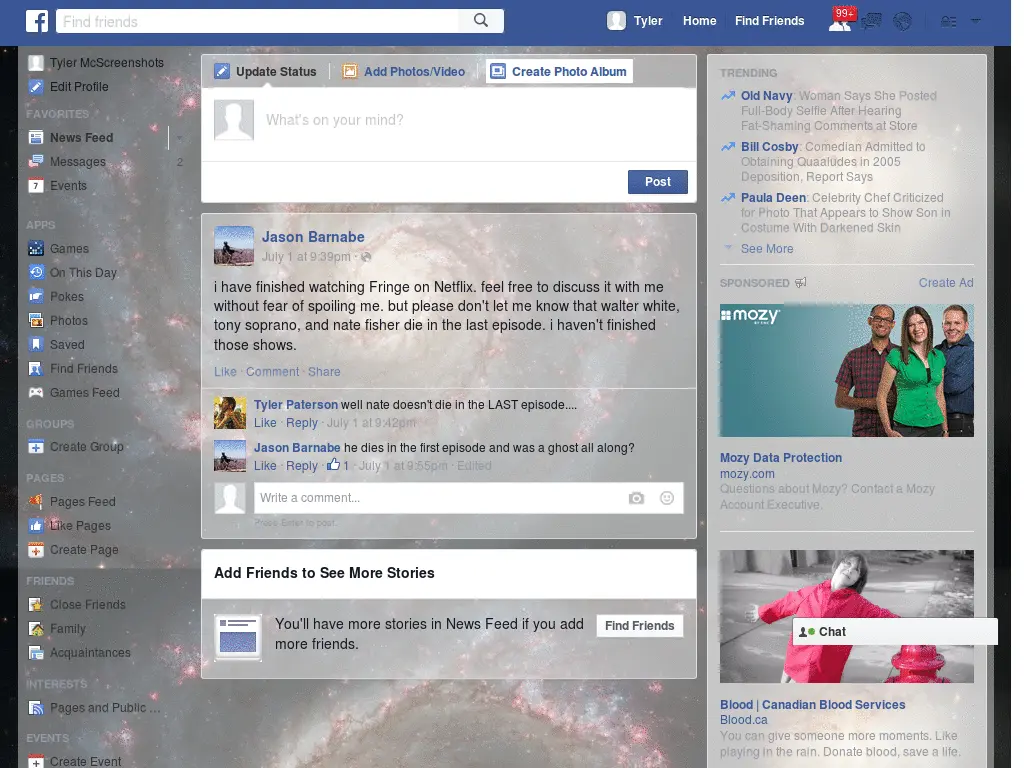 Find friends
Tyler
Home
Find Friends
99+
Tyler McScreenshots
Edit Profile
FAVORITES
News Feed
Messages
2
7
Events
APPS
Games
On This Day
Pokes
Photos
Saved
Find Friends
Games Feed
GROUPS
Create Group
PAGES
Pages Feed
Like Pages
Create Page
FRIENDS
Close Friends
Family
Acquaintances
INTERESTS
Pages and Public ...
EVENTS
Create Event
Update Status
Add Photos/Video
Create Photo Album
What's on your mind?
Post
Jason Barnabe
July 1 at 9:39pm ·
i have finished watching Fringe on Netflix. feel free to discuss it with me
without fear of spoiling me. but please don't let me know that walter white,
tony soprano, and nate fisher die in the last episode. i haven't finished
those shows.
Like · Comment · Share
Tyler Paterson well nate doesn't die in the LAST episode....
Like · Reply · July 1 at 9:42pm
Jason Barnabe he dies in the first episode and was a ghost all along?
Like · Reply · 1 · July 1 at 9:55pm · Edited
Write a comment...
Press Enter to post.
Add Friends to See More Stories
You'll have more stories in News Feed if you add
more friends.
Find Friends
TRENDING
Old Navy: Woman Says She Posted
Full-Body Selfie After Hearing
Fat-Shaming Comments at Store
Bill Cosby: Comedian Admitted to
Obtaining Quaaludes in 2005
Deposition, Report Says
Paula Deen: Celebrity Chef Criticized
for Photo That Appears to Show Son in
Costume With Darkened Skin
See More
SPONSORED
Create Ad
mozy
Mozy Data Protection
mozy.com
Questions about Mozy? Contact a Mozy
Account Executive.
Chat
Blood | Canadian Blood Services
Blood.ca
You can give someone more moments. Like
playing in the rain. Donate blood, save a life.